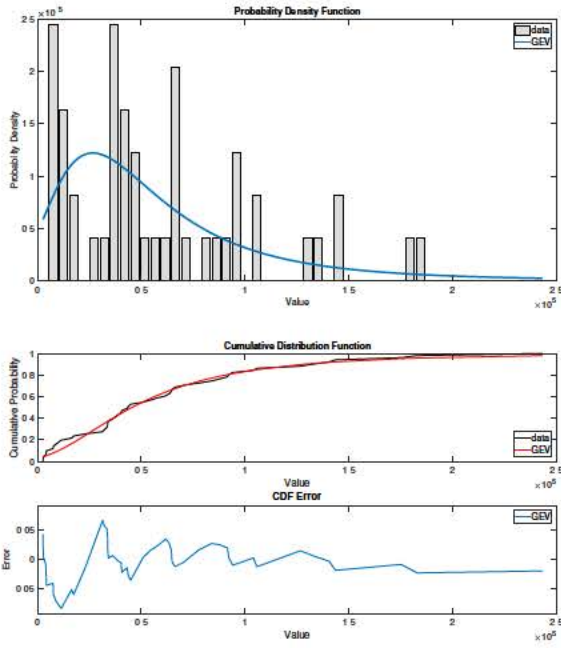 Probability Density Function
2 5 ×10⁵
data
GEV
2
1 5
1
0 5
0
Probability Density
0 0 5 1 1 5 2 2 5
Value ×10⁵
Cumulative Distribution Function
1
0 8
0 6
0 4
0 2
0
Cumulative Probability
data
GEV
0 0 5 1 1 5 2 2 5
Value ×10⁵
CDF Error
GEV
0 05
0
0 05
Error
0 0 5 1 1 5 2 2 5
Value ×10⁵